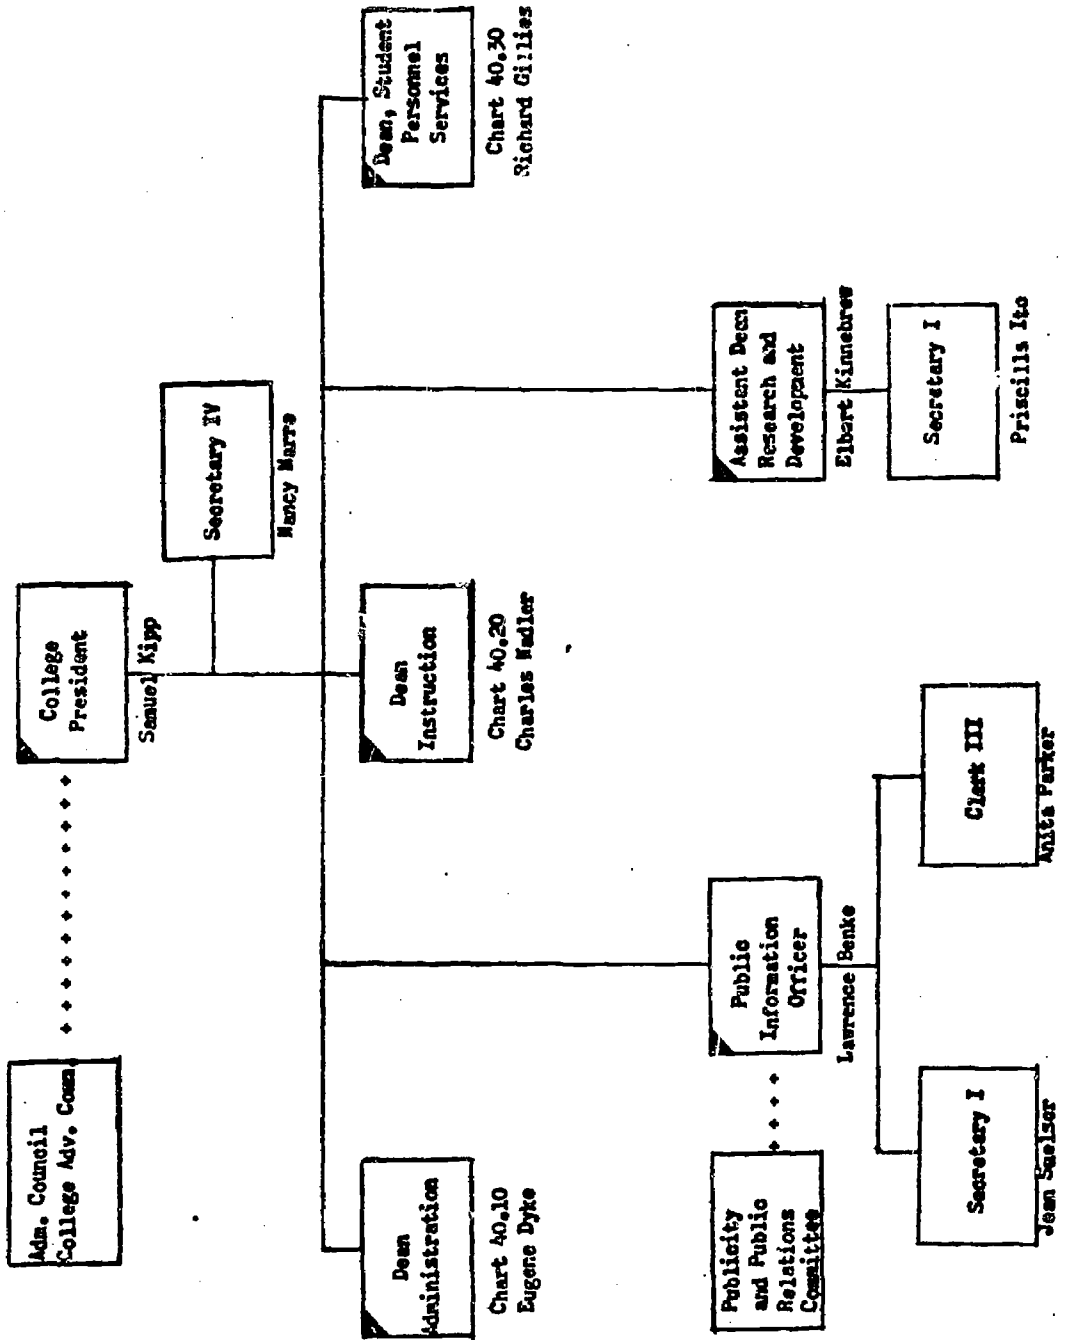 Adm. Council
College Adv. Comm.
College
President
Samuel Kipp
Secretary IV
Nancy Marrs
Dean
Administration
Chart 40.10
Eugene Dyke
Dean
Instruction
Chart 40.20
Charles Nadler
Dean, Student
Personnel
Services
Chart 40.30
Richard Gillies
Publicity
and Public
Relations
Committee
Public
Information
Officer
Lawrence Benke
Assistant Dean
Research and
Development
Elbart Kinnebrew
Secretary I
Jean
Clerk III
Anita Parker
Secretary I
Priscills Ito